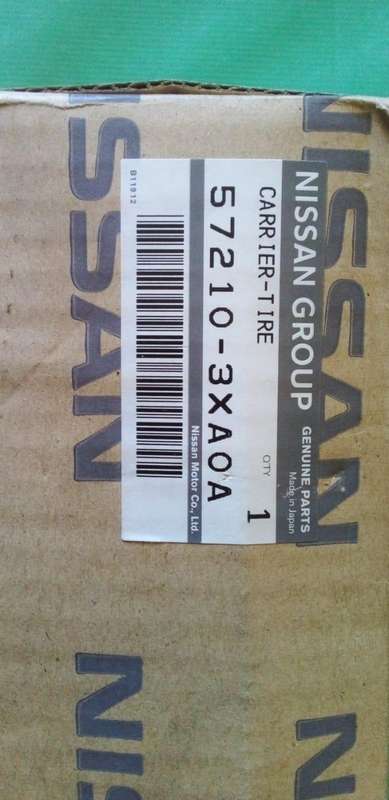 NISSAN
NISSAN
NISSAN GROUP GENUINE PARTS
Made in Japan
CARRIER-TIRE QTY 1
57210-3XA0A
Nissan Motor Co., Ltd.
B11912
NIS
N